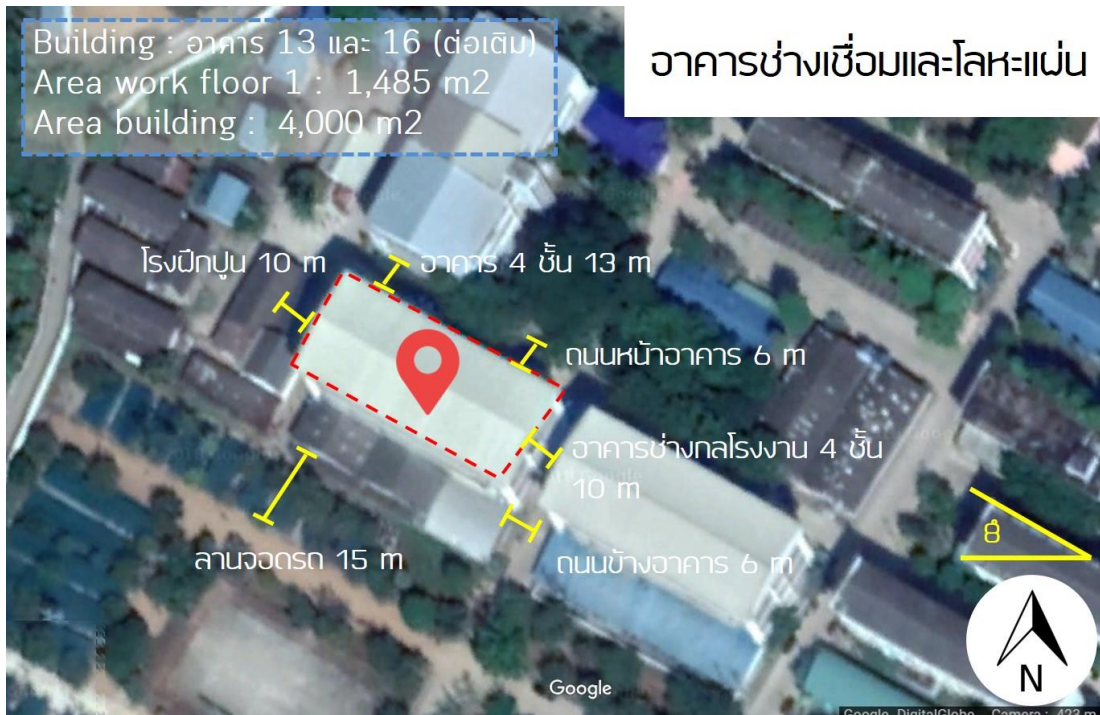 Building : อาคาร 13 และ 16 (ต่อเติม)
Area work floor 1 : 1,485 m2
Area building : 4,000 m2
อาคารช่างเชื่อมและโลหะแผ่น
โรงฝึกปูน 10 m
อาคาร 4 ชั้น 13 m
ถนนหน้าอาคาร 6 m
อาคารช่างกลโรงงาน 4 ชั้น
10 m
ลานจอดรถ 15 m
ถนนข้างอาคาร 6 m
N
Google
Google, DigitalGlobe Camera : 423 m